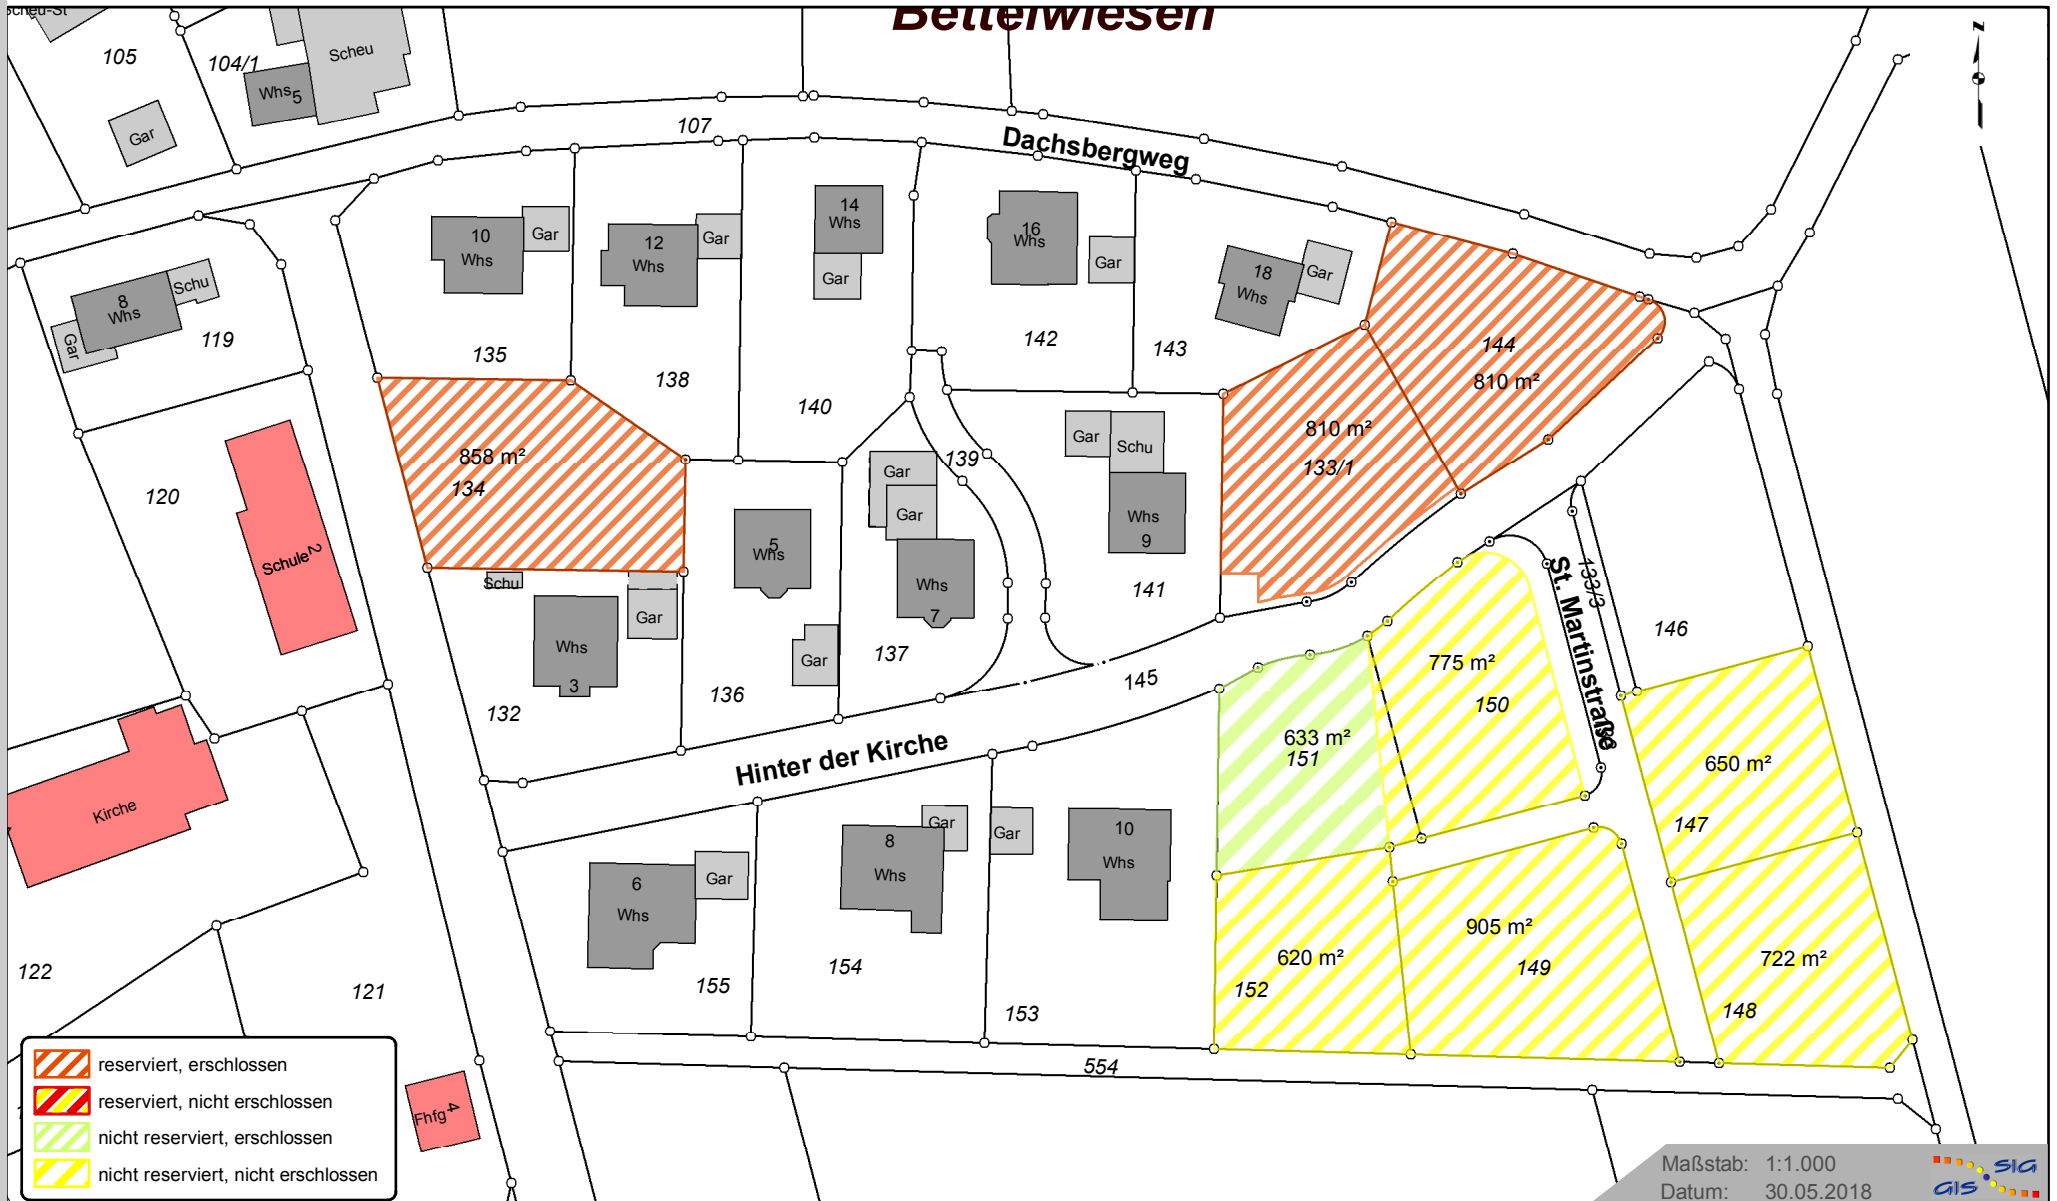 Bettelwiesen
Scheu-St
105
104/1
Scheu
Whs 5
Gar
N
107
Dachsbergweg
10
Whs
Gar
12
Whs
Gar
14
Whs
Gar
16
Whs
Gar
18
Whs
Gar
8
Whs
Schu
Gar
119
135
138
140
142
143
144
810 m²
810 m²
133/1
858 m²
134
120
Schule 2
139
Gar
Gar
Gar
Schu
Whs
9
5
Whs
Whs
7
Schu
Gar
Whs
3
Gar
141
137
136
132
145
Hinter der Kirche
St. Martinstraße
133/3
146
775 m²
150
633 m²
151
650 m²
147
Kirche
6
Whs
Gar
8
Whs
Gar
Gar
10
Whs
620 m²
152
905 m²
149
722 m²
148
122
121
155
154
153
554
Fhfg 4
reserviert, erschlossen
reserviert, nicht erschlossen
nicht reserviert, erschlossen
nicht reserviert, nicht erschlossen
Maßstab: 1:1.000
Datum: 30.05.2018
SIG
GIS